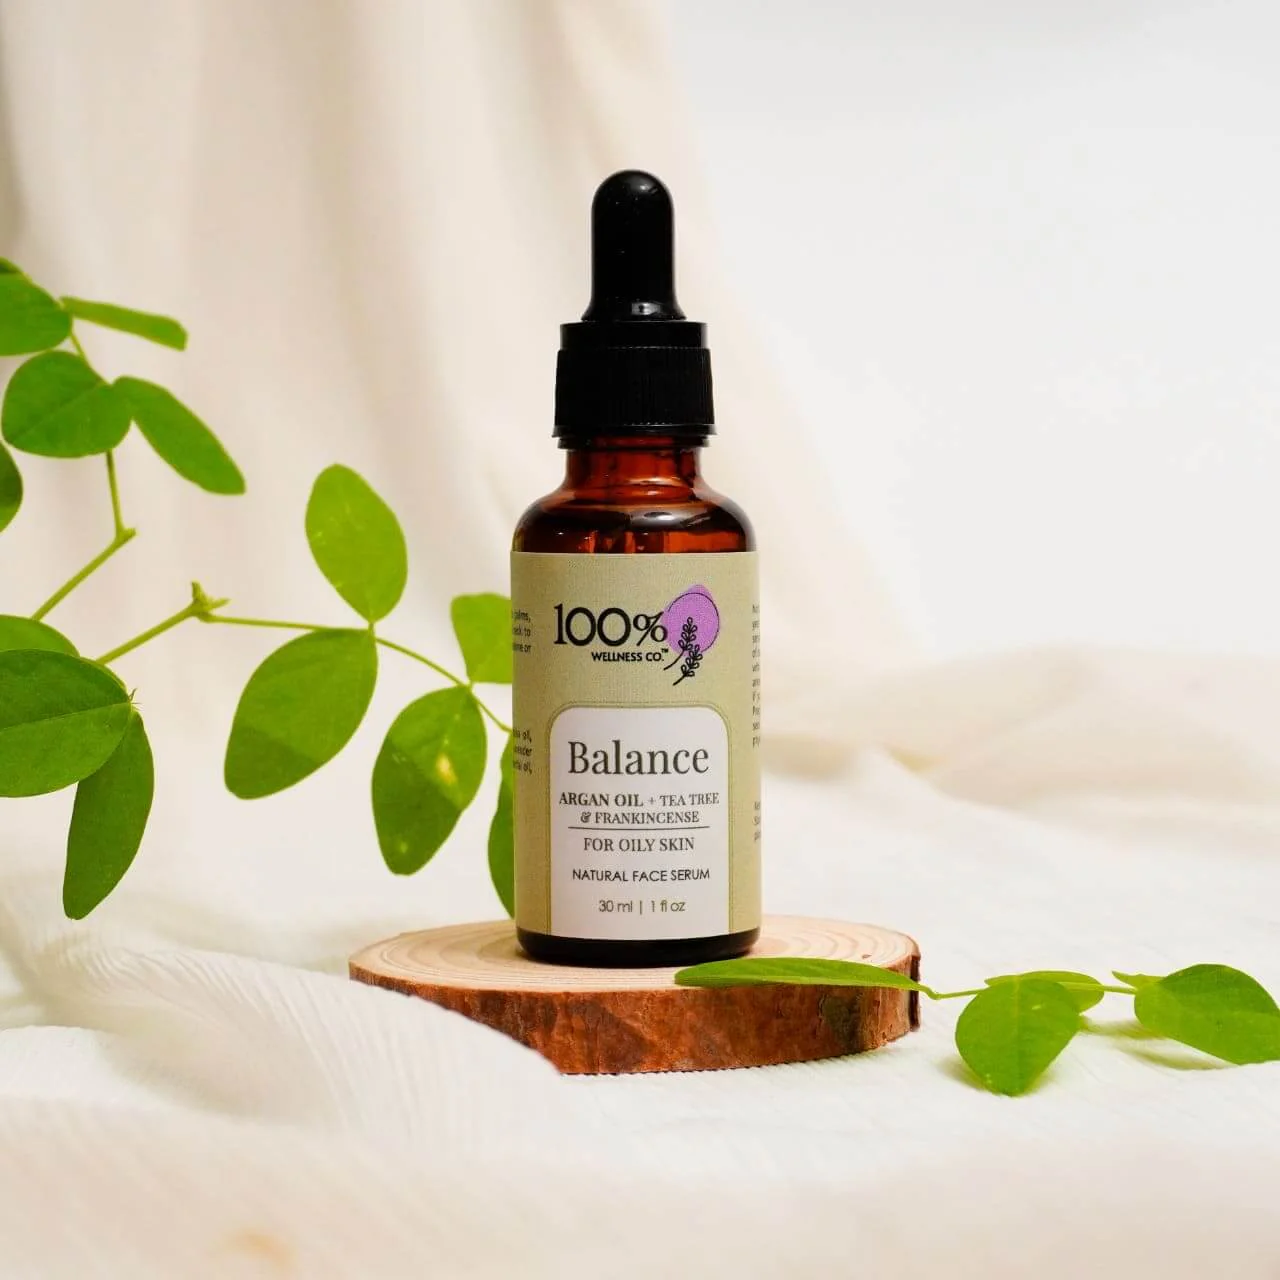 100%
WELLNESS CO.™
Balance
ARGAN OIL + TEA TREE
& FRANKINCENSE
FOR OILY SKIN
NATURAL FACE SERUM
30 ml | 1 fl oz